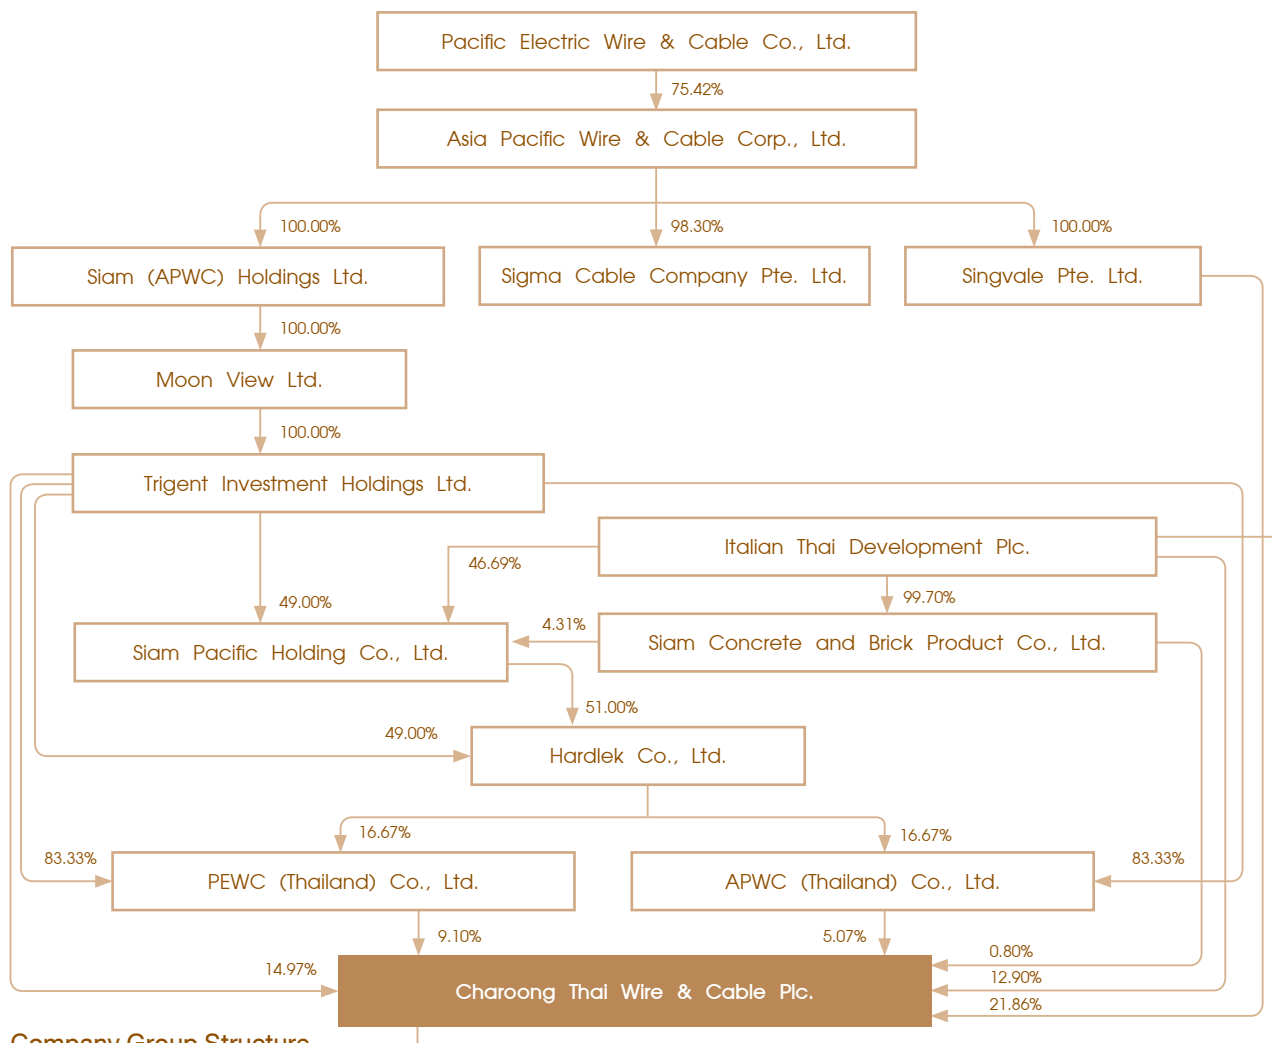 Pacific Electric Wire & Cable Co., Ltd.
75.42%
Asia Pacific Wire & Cable Corp., Ltd.
100.00%
98.30%
100.00%
Siam (APWC) Holdings Ltd.
Sigma Cable Company Pte. Ltd.
Singvale Pte. Ltd.
100.00%
Moon View Ltd.
100.00%
Trigent Investment Holdings Ltd.
Italian Thai Development Plc.
46.69%
99.70%
49.00%
4.31%
Siam Concrete and Brick Product Co., Ltd.
Siam Pacific Holding Co., Ltd.
51.00%
49.00%
Hardlek Co., Ltd.
16.67%
16.67%
83.33%
83.33%
PEWC (Thailand) Co., Ltd.
APWC (Thailand) Co., Ltd.
9.10%
5.07%
0.80%
14.97%
12.90%
Charoong Thai Wire & Cable Plc.
21.86%
Company Group Structure